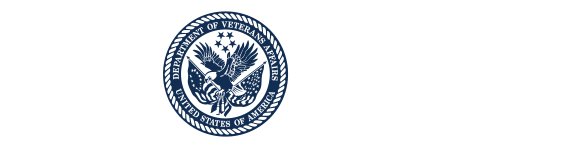 DEPARTMENT OF VETERANS AFFAIRS
UNITED STATES OF AMERICA